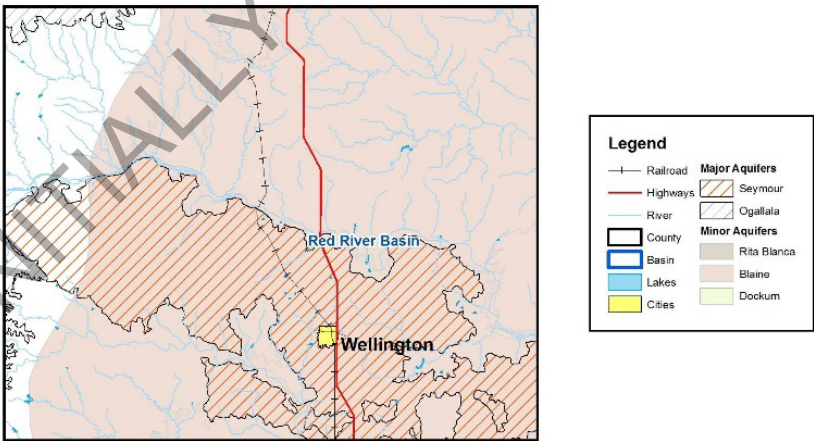 NITIALLY
Red River Basin
Wellington
Legend
Railroad
Highways
River
County
Basin
Lakes
Cities
Major Aquifers
Seymour
Ogallala
Minor Aquifers
Rita Blanca
Blaine
Dockum